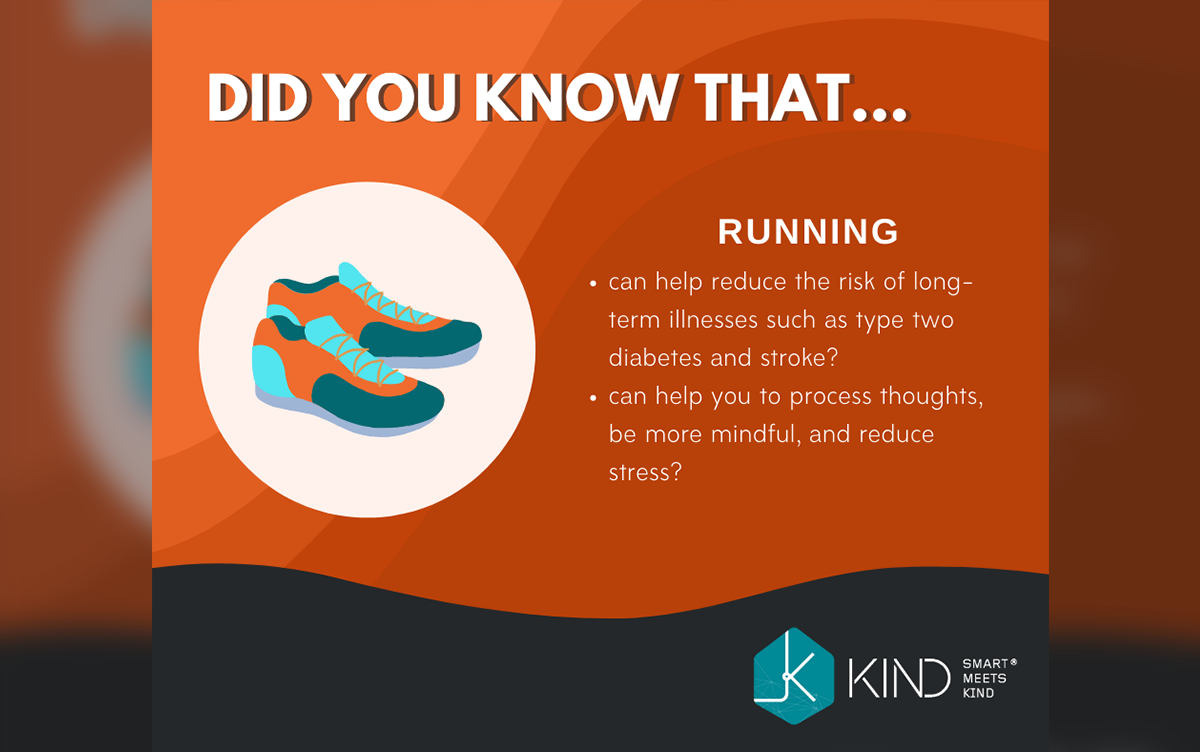 DID YOU KNOW THAT...
RUNNING
• can help reduce the risk of long-
term illnesses such as type two
diabetes and stroke?
• can help you to process thoughts,
be more mindful, and reduce
stress?
KIND
SMART®
MEETS
KIND